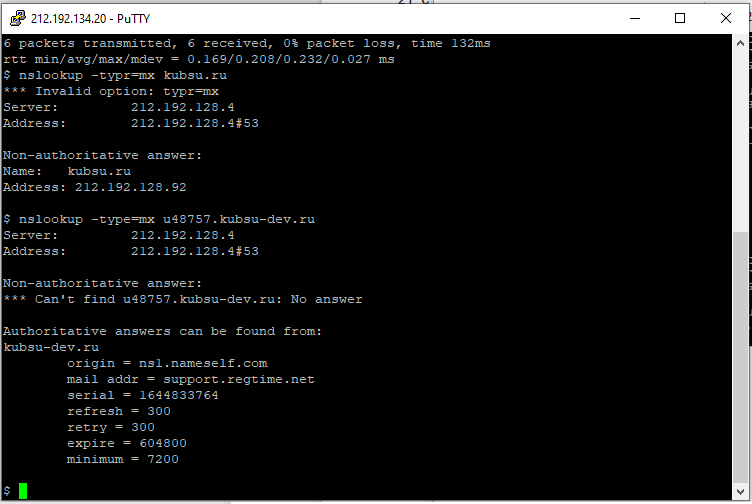 27°C
212.192.134.20 - PuTTY
6 packets transmitted, 6 received, 0% packet loss, time 132ms
rtt min/avg/max/mdev = 0.169/0.208/0.232/0.027 ms
$ nslookup -typr=mx kubsu.ru
*** Invalid option: typr=mx
Server:         212.192.128.4
Address:        212.192.128.4#53

Non-authoritative answer:
Name:   kubsu.ru
Address: 212.192.128.92

$ nslookup -type=mx u48757.kubsu-dev.ru
Server:         212.192.128.4
Address:        212.192.128.4#53

Non-authoritative answer:
*** Can't find u48757.kubsu-dev.ru: No answer

Authoritative answers can be found from:
kubsu-dev.ru
        origin = ns1.nameself.com
        mail addr = support.regtime.net
        serial = 1644833764
        refresh = 300
        retry = 300
        expire = 604800
        minimum = 7200

$